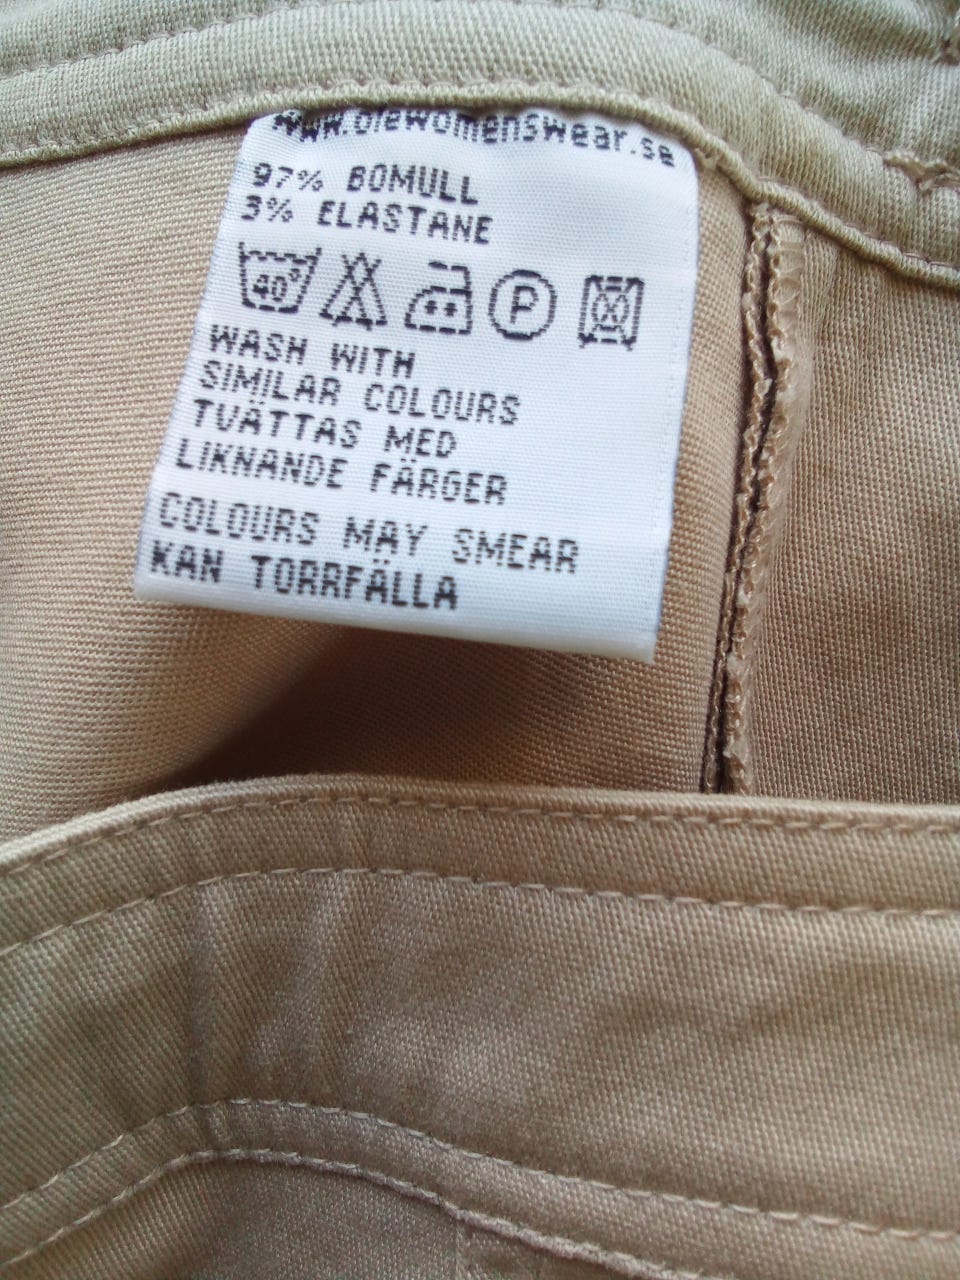 www.olewomenswear.se
97% BOMULL
3% ELASTANE
40° P
WASH WITH
SIMILAR COLOURS
TVÄTTAS MED
LIKNANDE FÄRGER
COLOURS MAY SMEAR
KAN TORRFÄLLA